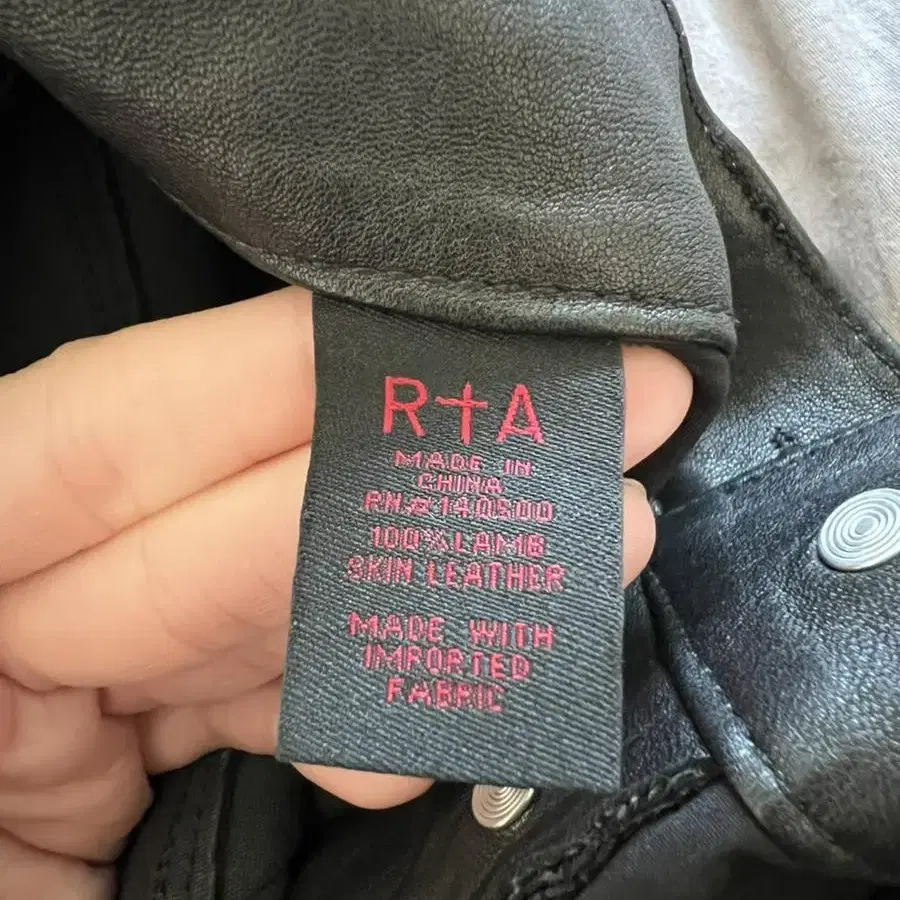 R†A
MADE IN
CHINA
RN#140500
100% LAMB
SKIN LEATHER
MADE WITH
IMPORTED
FABRIC